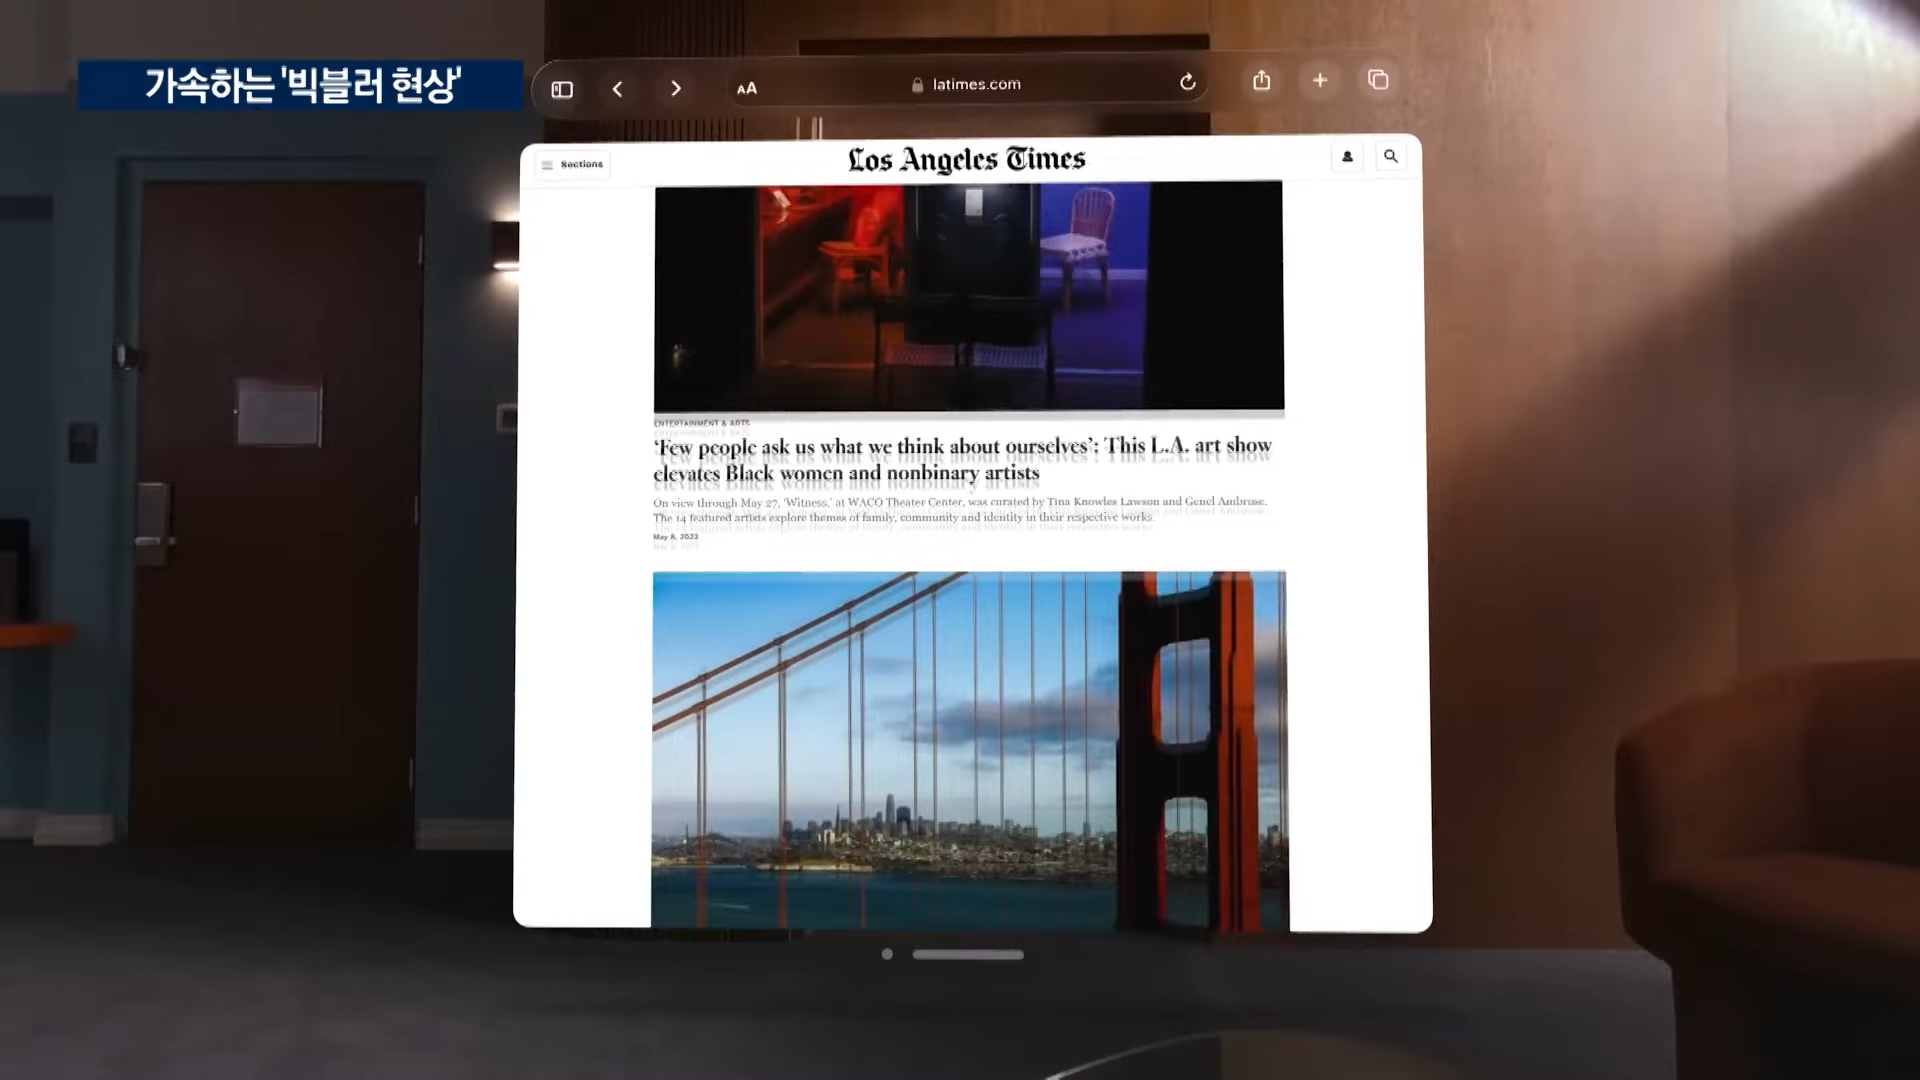 가속하는 '빅블러 현상'
AA
latimes.com
Sections
Los Angeles Times
ENTERTAINMENT & ARTS
‘Few people ask us what we think about ourselves’: This L.A. art show
elevates Black women and nonbinary artists
On view through May 27, ‘Witness,’ at WACO Theater Center, was curated by Tina Knowles Lawson and Genel Ambrose.
The 14 featured artists explore themes of family, community and identity in their respective works.
May 8, 2023